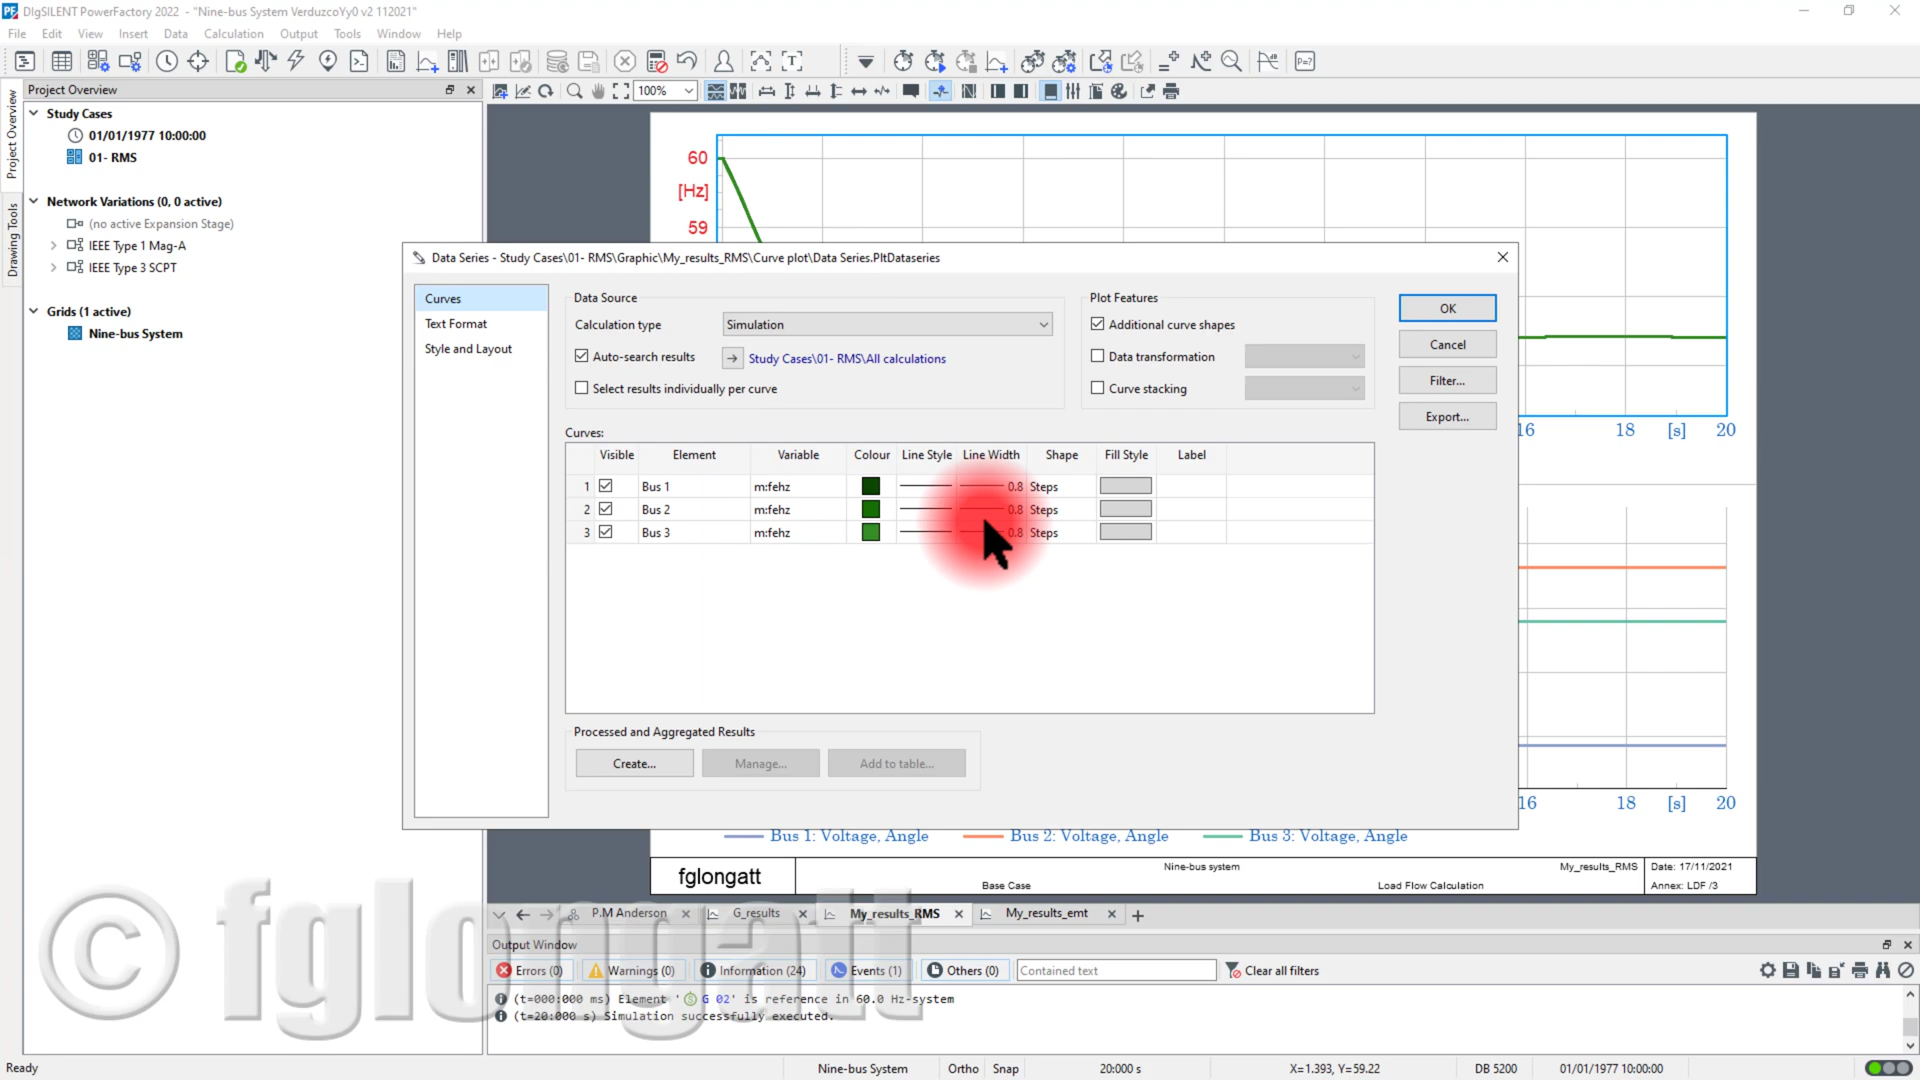 DIgSILENT PowerFactory 2022 - "Nine-bus System VerduzcoYy0 v2 112021"
File Edit View Insert Data Calculation Output Tools Window Help
Project Overview
100%
Project Overview
Drawing Tools
Study Cases
01/01/1977 10:00:00
01- RMS
Network Variations (0, 0 active)
(no active Expansion Stage)
IEEE Type 1 Mag-A
IEEE Type 3 SCPT
Grids (1 active)
Nine-bus System
60
[Hz]
59
Data Series - Study Cases\01- RMS\Graphic\My_results_RMS\Curve plot\Data Series.PltDataseries
Curves
Text Format
Style and Layout
Data Source
Calculation type Simulation
Auto-search results Study Cases\01- RMS\All calculations
Select results individually per curve
Plot Features
Additional curve shapes
Data transformation
Curve stacking
OK
Cancel
Filter...
Export...
Curves:
Visible Element Variable Colour Line Style Line Width Shape Fill Style Label
1 Bus 1 m:fehz 0.8 Steps
2 Bus 2 m:fehz 0.8 Steps
3 Bus 3 m:fehz 0.8 Steps
Processed and Aggregated Results
Create... Manage... Add to table...
16 18 [s] 20
16 18 [s] 20
Bus 1: Voltage, Angle Bus 2: Voltage, Angle Bus 3: Voltage, Angle
fglongatt
Nine-bus system
Base Case
My_results_RMS
Load Flow Calculation
Date: 17/11/2021
Annex: LDF /3
P.M Anderson G_results My_results_RMS My_results_emt
Output Window
Errors (0) Warnings (0) Information (24) Events (1) Others (0) Contained text Clear all filters
(t=000:000 ms) Element 'G 02' is reference in 60.0 Hz-system
(t=20:000 s) Simulation successfully executed.
© fglongatt
Ready Nine-bus System Ortho Snap 20:000 s X=1.393, Y=59.22 DB 5200 01/01/1977 10:00:00